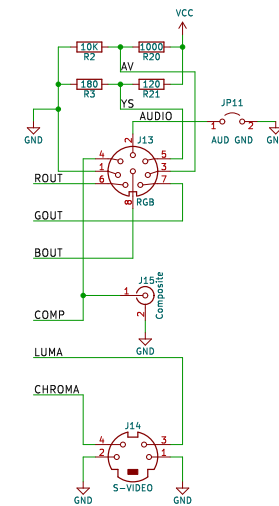 VCC
10K
1000
R2
R20
AV
180
120
R3
R21
YS
AUDIO
JP11
1
2
GND
2
J13
AUD GND
GND
4
5
1
3
ROUT
6
7
8
RGB
GOUT
BOUT
J15
1
Composite
COMP
2
GND
LUMA
CHROMA
J14
4
3
2
1
S-VIDEO
GND
GND